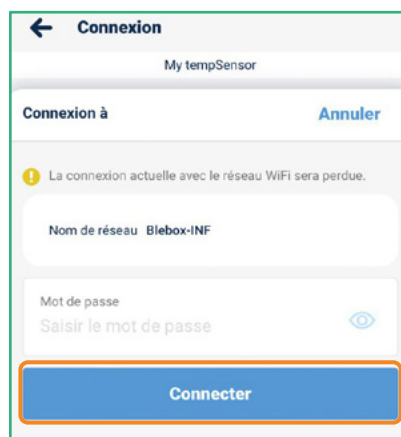 Connexion
My tempSensor
Connexion à Annuler
La connexion actuelle avec le réseau WiFi sera perdue.
Nom de réseau Blebox-INF
Mot de passe
Saisir le mot de passe
Connecter